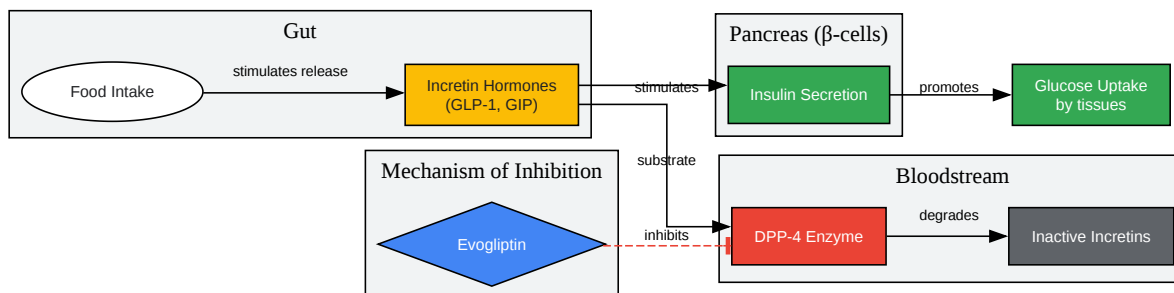 Gut
Food Intake
stimulates release
Incretin Hormones
(GLP-1, GIP)
stimulates
Pancreas (β-cells)
Insulin Secretion
promotes
Glucose Uptake
by tissues
substrate
Mechanism of Inhibition
Evogliptin
inhibits
Bloodstream
DPP-4 Enzyme
degrades
Inactive Incretins